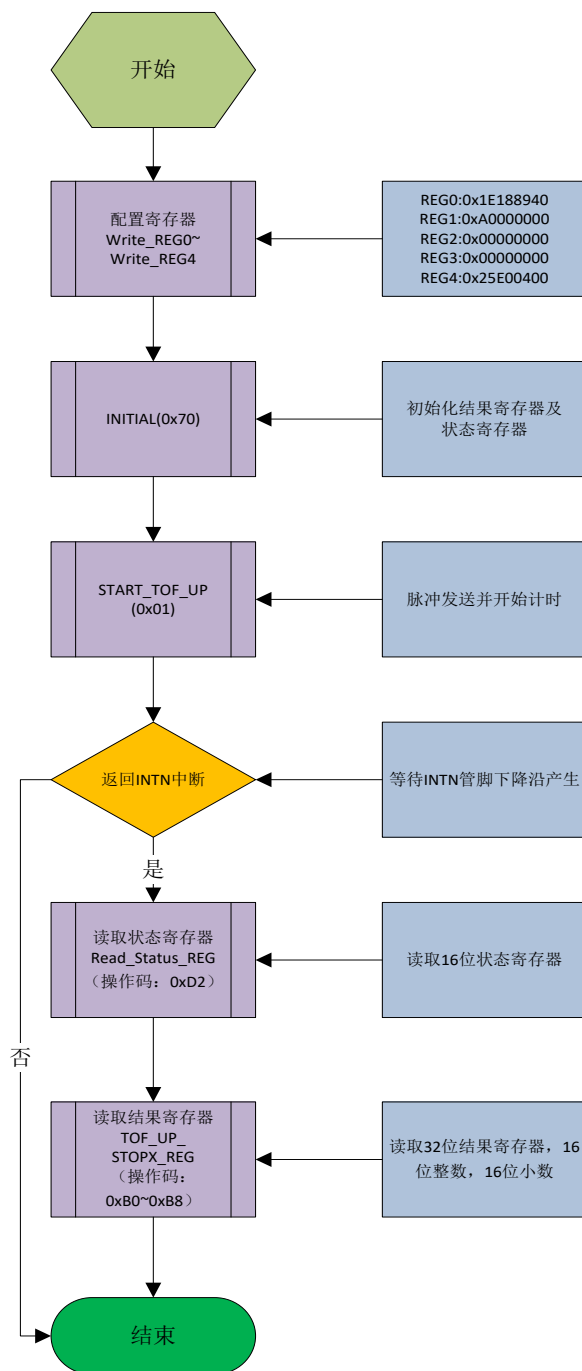 开始
配置寄存器
Write_REG0~
Write_REG4
REG0:0x1E188940
REG1:0xA0000000
REG2:0x00000000
REG3:0x00000000
REG4:0x25E00400
INITIAL(0x70)
初始化结果寄存器及
状态寄存器
START_TOF_UP
(0x01)
脉冲发送并开始计时
返回INTN中断
等待INTN管脚下降沿产生
是
读取状态寄存器
Read_Status_REG
（操作码：0xD2）
读取16位状态寄存器
否
读取结果寄存器
TOF_UP_
STOPX_REG
（操作码：
0xB0~0xB8）
读取32位结果寄存器，16
位整数，16位小数
结束